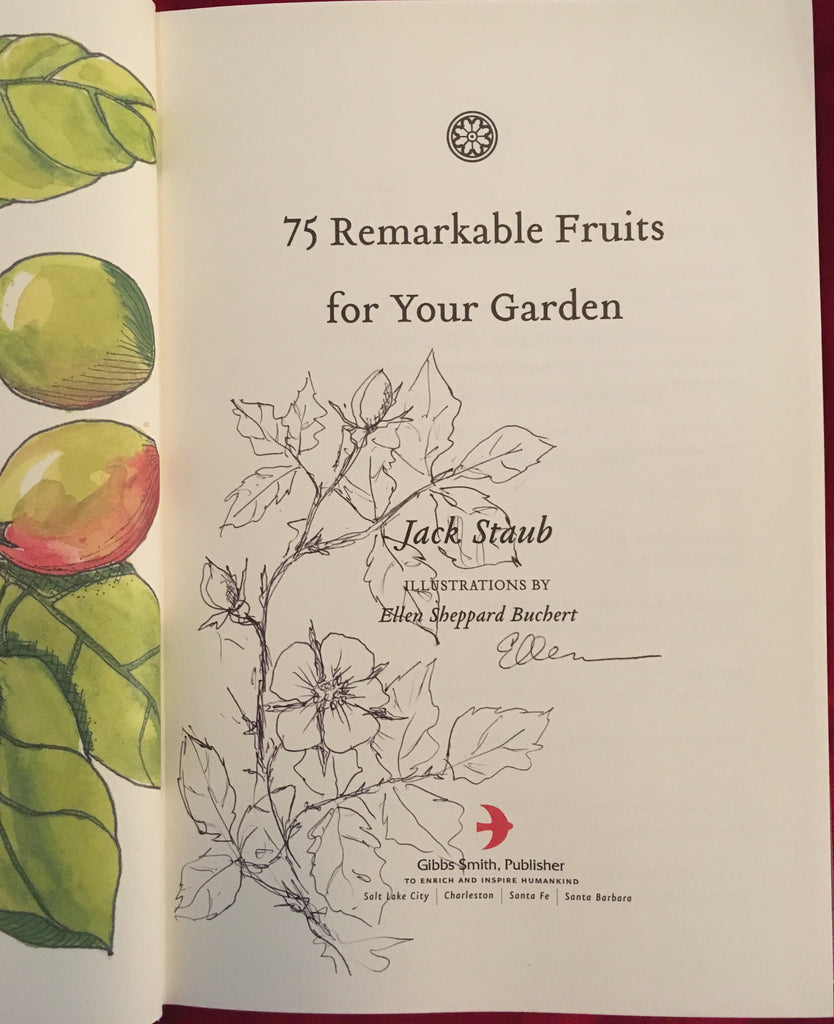 75 Remarkable Fruits
for Your Garden
Jack Staub
ILLUSTRATIONS BY
Ellen Sheppard Buchert
Ellen
Gibbs Smith, Publisher
TO ENRICH AND INSPIRE HUMANKIND
Salt Lake City | Charleston | Santa Fe | Santa Barbara